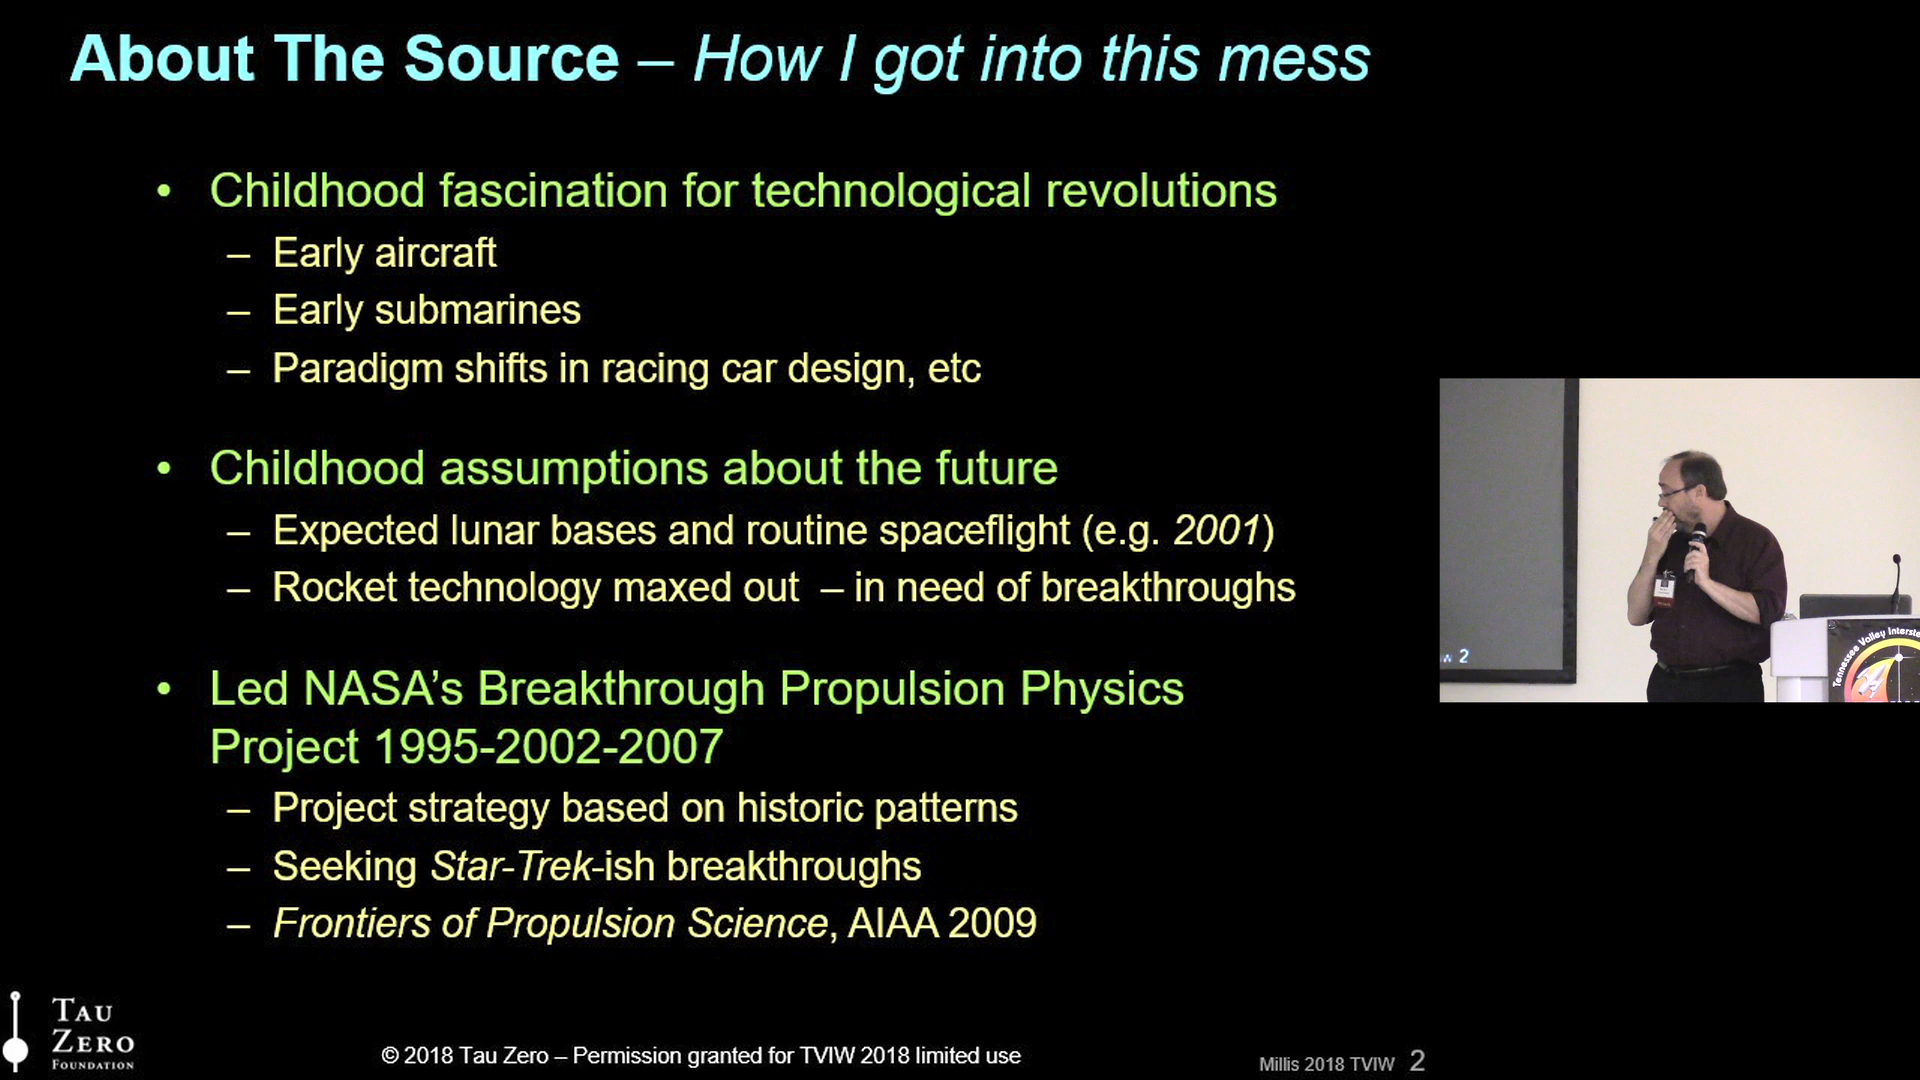 About The Source – How I got into this mess
• Childhood fascination for technological revolutions
– Early aircraft
– Early submarines
– Paradigm shifts in racing car design, etc
• Childhood assumptions about the future
– Expected lunar bases and routine spaceflight (e.g. 2001)
– Rocket technology maxed out – in need of breakthroughs
• Led NASA’s Breakthrough Propulsion Physics
Project 1995-2002-2007
– Project strategy based on historic patterns
– Seeking Star-Trek-ish breakthroughs
– Frontiers of Propulsion Science, AIAA 2009
w 2
Tennessee Valley Interste
TAU
ZERO
FOUNDATION
© 2018 Tau Zero – Permission granted for TVIW 2018 limited use
Millis 2018 TVIW 2